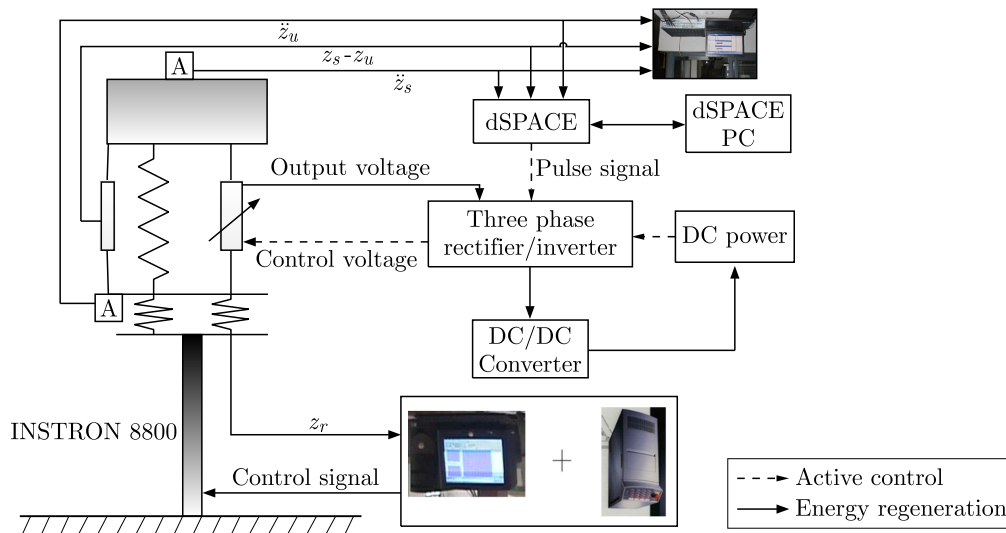 z̈ᵤ
zₛ-zᵤ
z̈ₛ
A
dSPACE
dSPACE
PC
Pulse signal
Output voltage
Three phase
rectifier/inverter
DC power
Control voltage
A
DC/DC
Converter
INSTRON 8800
zᵣ
+
Control signal
Active control
Energy regeneration